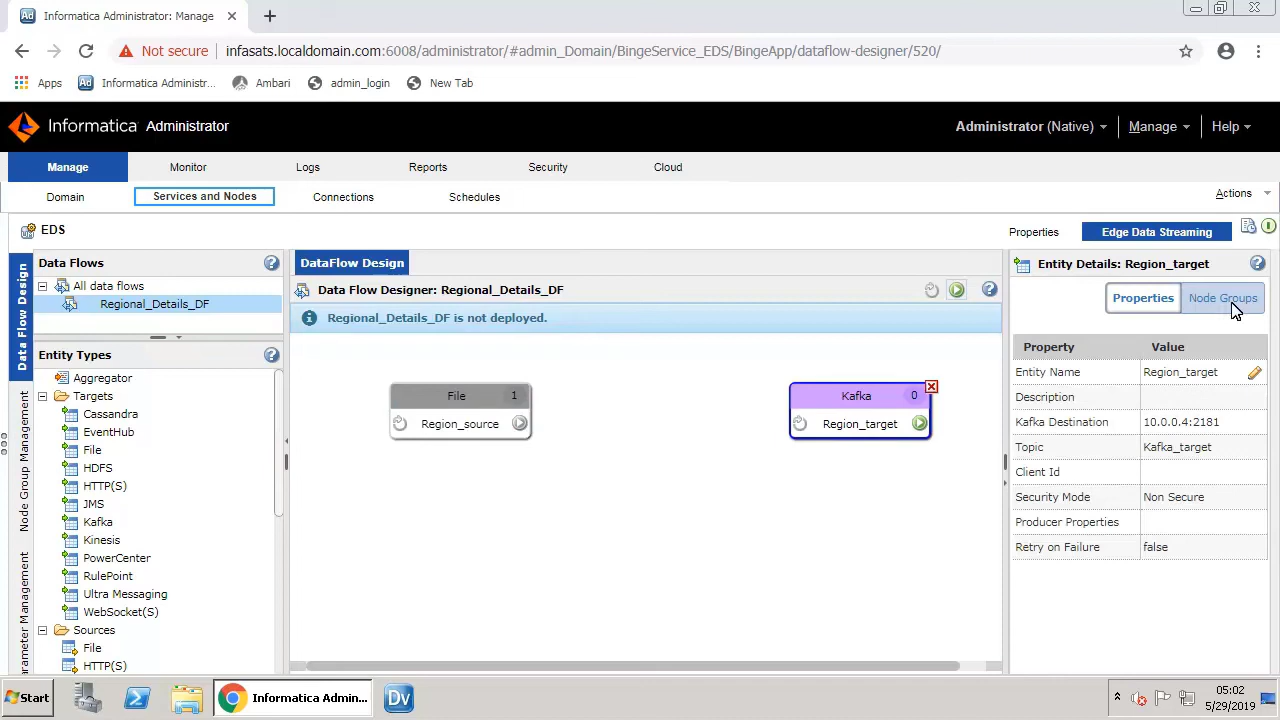 Informatica Administrator: Manage
Not secure
infasats.localdomain.com:6008/administrator/#admin_Domain/BingeService_EDS/BingeApp/dataflow-designer/520/
Apps
Informatica Administr...
Ambari
admin_login
New Tab
Informatica Administrator
Administrator (Native)
Manage
Help
Manage
Monitor
Logs
Reports
Security
Cloud
Domain
Services and Nodes
Connections
Schedules
Actions
EDS
Properties
Edge Data Streaming
Data Flow Design
Node Group Management
arameter Management
Data Flows
All data flows
Regional_Details_DF
Entity Types
Aggregator
Targets
Cassandra
EventHub
File
HDFS
HTTP(S)
JMS
Kafka
Kinesis
PowerCenter
RulePoint
Ultra Messaging
WebSocket(S)
Sources
File
HTTP(S)
DataFlow Design
Data Flow Designer: Regional_Details_DF
Regional_Details_DF is not deployed.
File 1
Region_source
Kafka 0
Region_target
Entity Details: Region_target
Properties
Node Groups
Property Value
Entity Name Region_target
Description
Kafka Destination 10.0.0.4:2181
Topic Kafka_target
Client Id
Security Mode Non Secure
Producer Properties
Retry on Failure false
Start
Informatica Admin...
Dv
05:02
5/29/2019